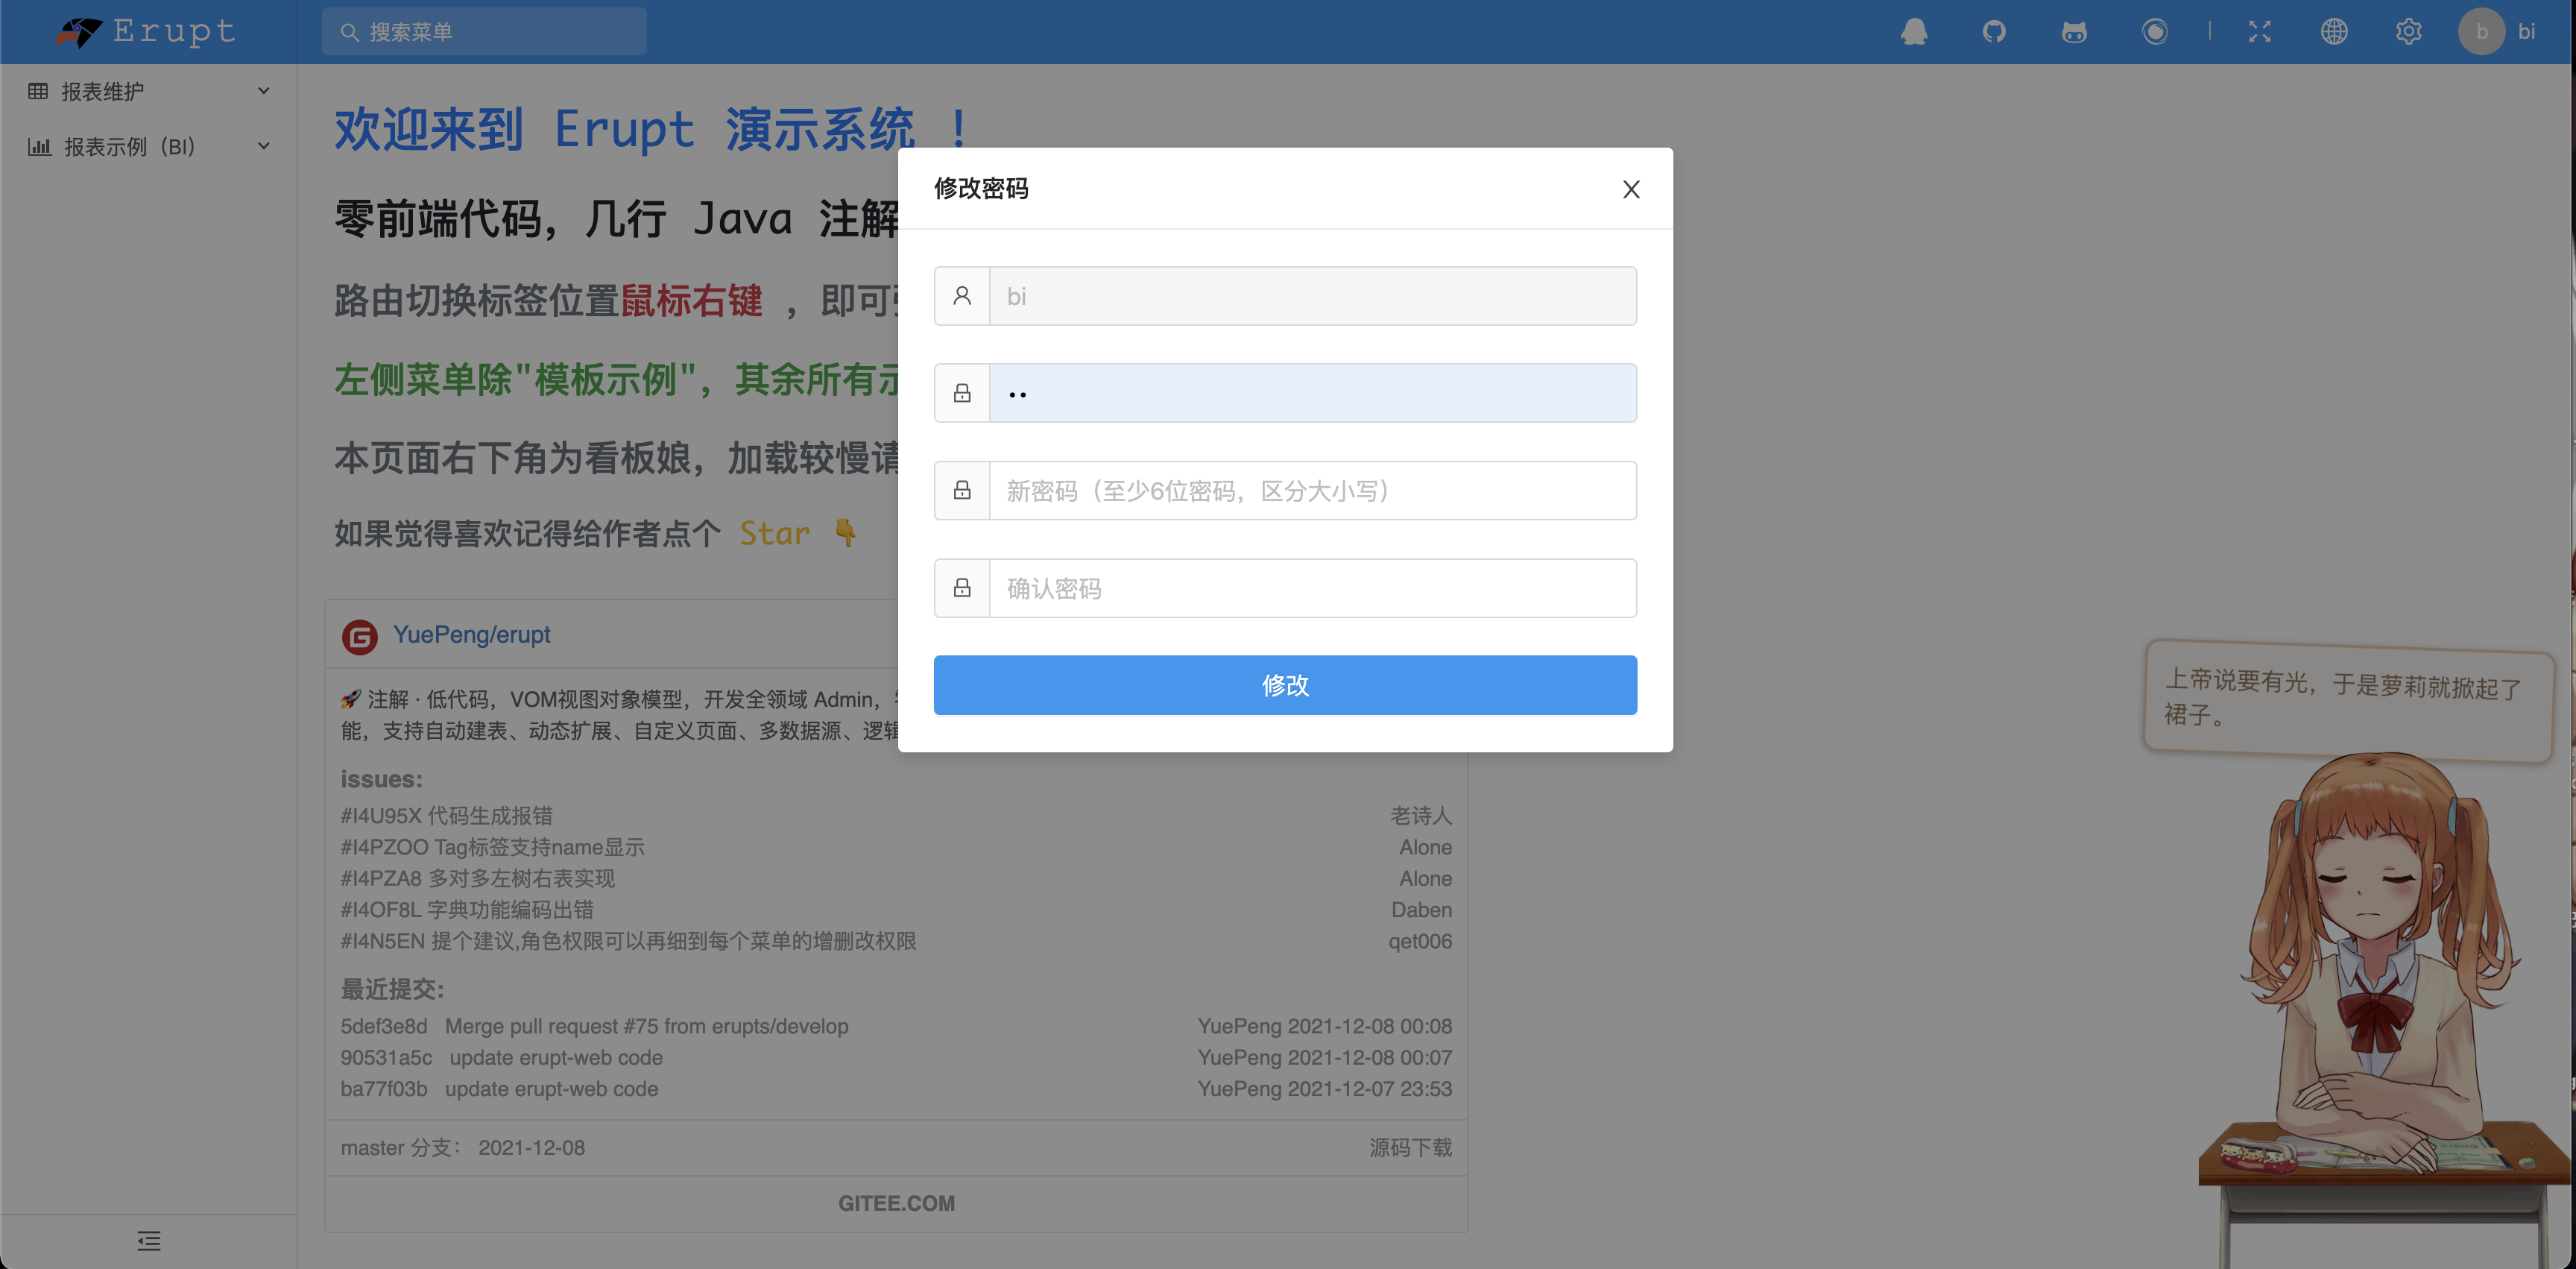 Erupt
搜索菜单
b
bi
报表维护
报表示例（BI）
欢迎来到 Erupt 演示系统 ！
零前端代码，几行 Java 注解
路由切换标签位置鼠标右键 ，即可
左侧菜单除"模板示例"，其余所有示
本页面右下角为看板娘，加载较慢请
如果觉得喜欢记得给作者点个 Star 👇
修改密码
bi
••
新密码（至少6位密码，区分大小写）
确认密码
修改
YuePeng/erupt
🚀 注解 · 低代码，VOM视图对象模型，开发全领域 Admin，
能，支持自动建表、动态扩展、自定义页面、多数据源、逻辑
issues:
#I4U95X 代码生成报错 老诗人
#I4PZOO Tag标签支持name显示 Alone
#I4PZA8 多对多左树右表实现 Alone
#I4OF8L 字典功能编码出错 Daben
#I4N5EN 提个建议,角色权限可以再细到每个菜单的增删改权限 qet006
最近提交:
5def3e8d Merge pull request #75 from erupts/develop YuePeng 2021-12-08 00:08
90531a5c update erupt-web code YuePeng 2021-12-08 00:07
ba77f03b update erupt-web code YuePeng 2021-12-07 23:53
master 分支： 2021-12-08 源码下载
GITEE.COM
上帝说要有光，于是萝莉就掀起了
裙子。